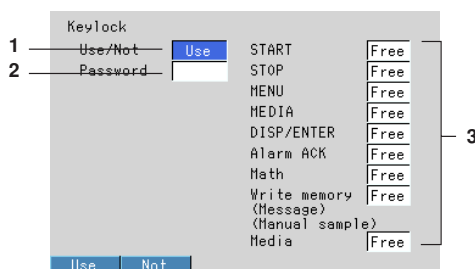 Keylock
1 Use/Not Use START Free
2 Password STOP Free
MENU Free
MEDIA Free
DISP/ENTER Free 3
Alarm ACK Free
Math Free
Write memory Free
(Message)
(Manual sample)
Media Free
Use Not